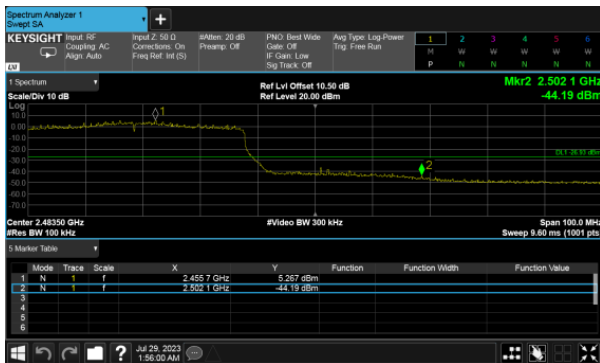 Spectrum Analyzer 1
Swept SA
+
KEYSIGHT Input: RF Input Z: 50 Ω #Atten: 20 dB PNO: Best Wide Avg Type: Log-Power 1 2 3 4 5 6
Coupling: AC Corrections: On Preamp: Off Gate: Off Trig: Free Run M W W W W W
Align: Auto Freq Ref: Int (S) IF Gain: Low
Sig Track: Off P N N N N N
LXI
1 Spectrum Ref Lvl Offset 10.50 dB Mkr2 2.502 1 GHz
Scale/Div 10 dB Ref Level 20.00 dBm -44.19 dBm
Log
10.0
0.00
-10.0
-20.0
-30.0
-40.0
-50.0
-60.0
-70.0
1
2
DL1 -26.93 dBm
Center 2.48350 GHz #Video BW 300 kHz Span 100.0 MHz
#Res BW 100 kHz Sweep 9.60 ms (1001 pts)
5 Marker Table
Mode Trace Scale X Y Function Function Width Function Value
1 N 1 f 2.455 7 GHz 5.267 dBm
2 N 1 f 2.502 1 GHz -44.19 dBm
3
4
5
6
? Jul 29, 2023
1:56:00 AM